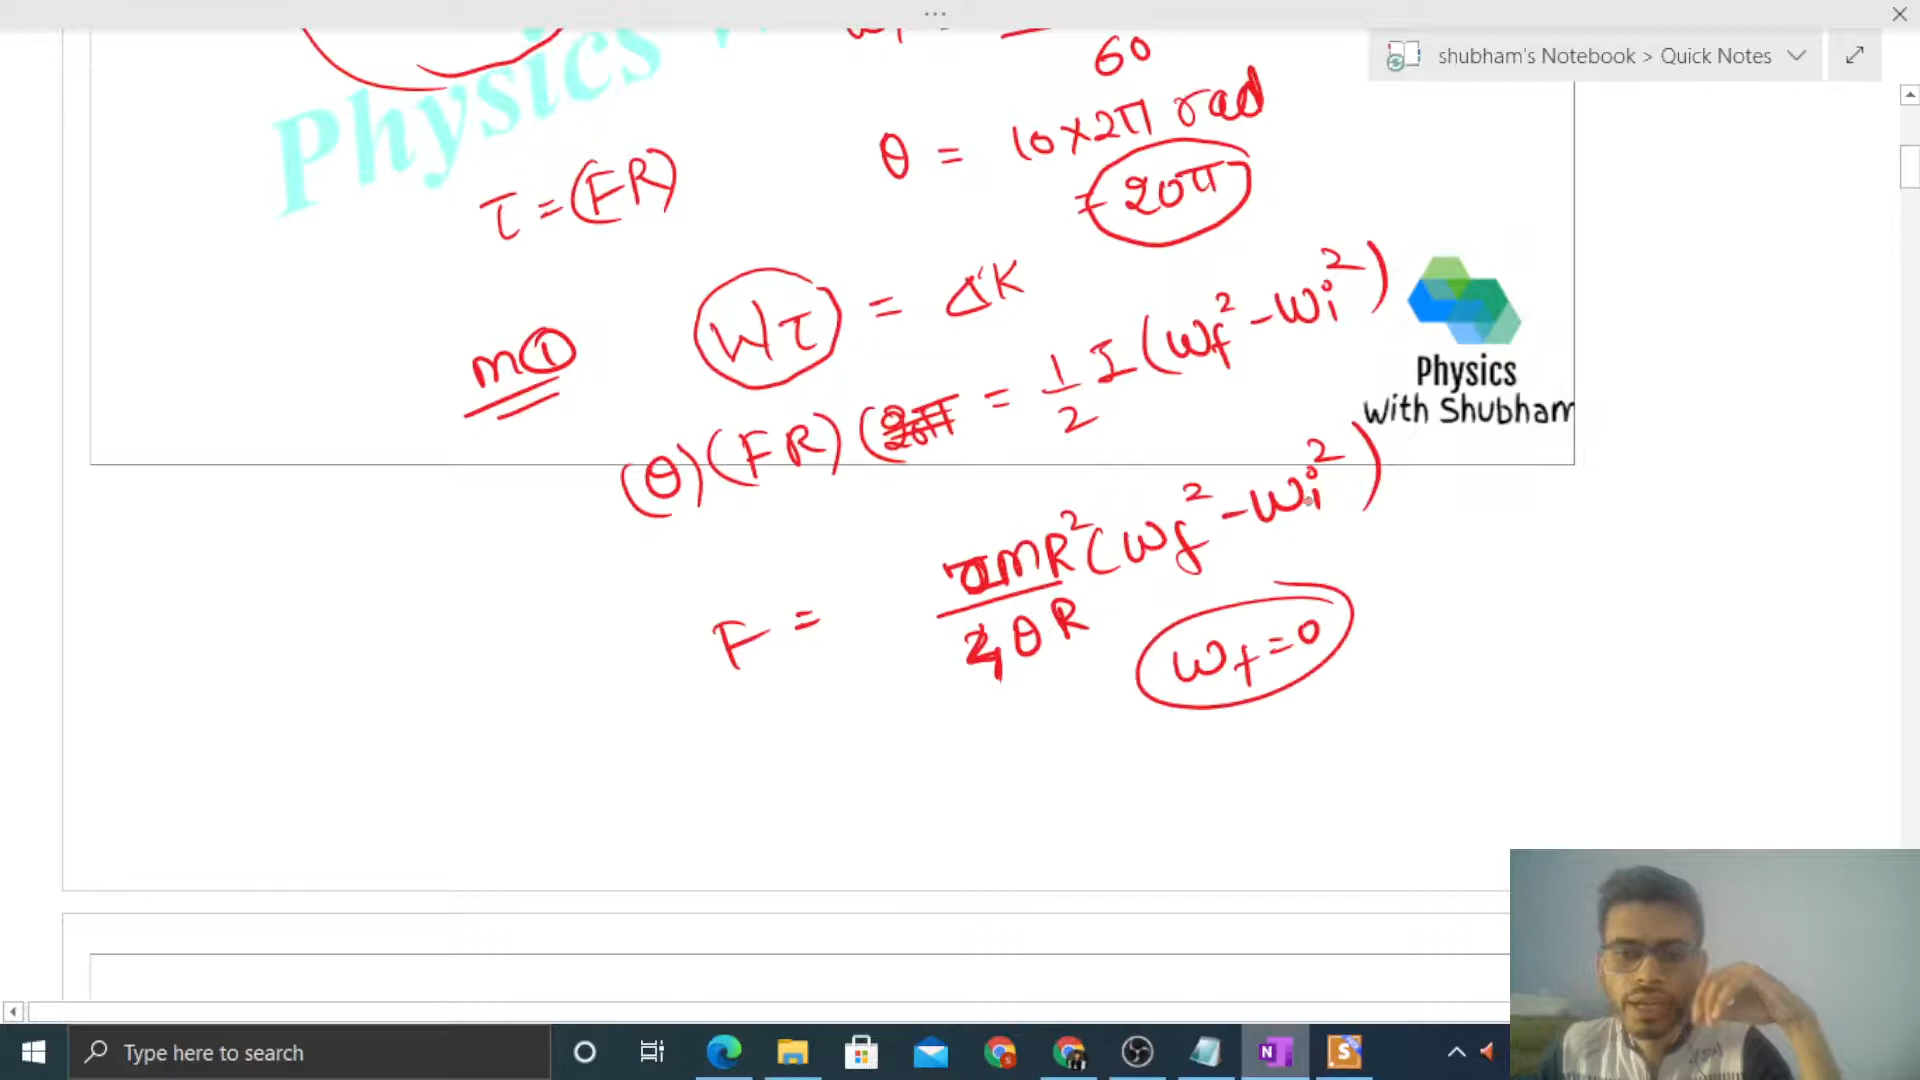 shubham's Notebook > Quick Notes
Physics
60
θ = 10×2π rad
= 20π
τ = (FR)
Wτ = ΔK
m①
(θ)(FR)( = 1/2 I (ωf² - ωi²)
Physics
With Shubham
F = mR²(ωf² - ωi²)
4θR
ωf = 0
Type here to search